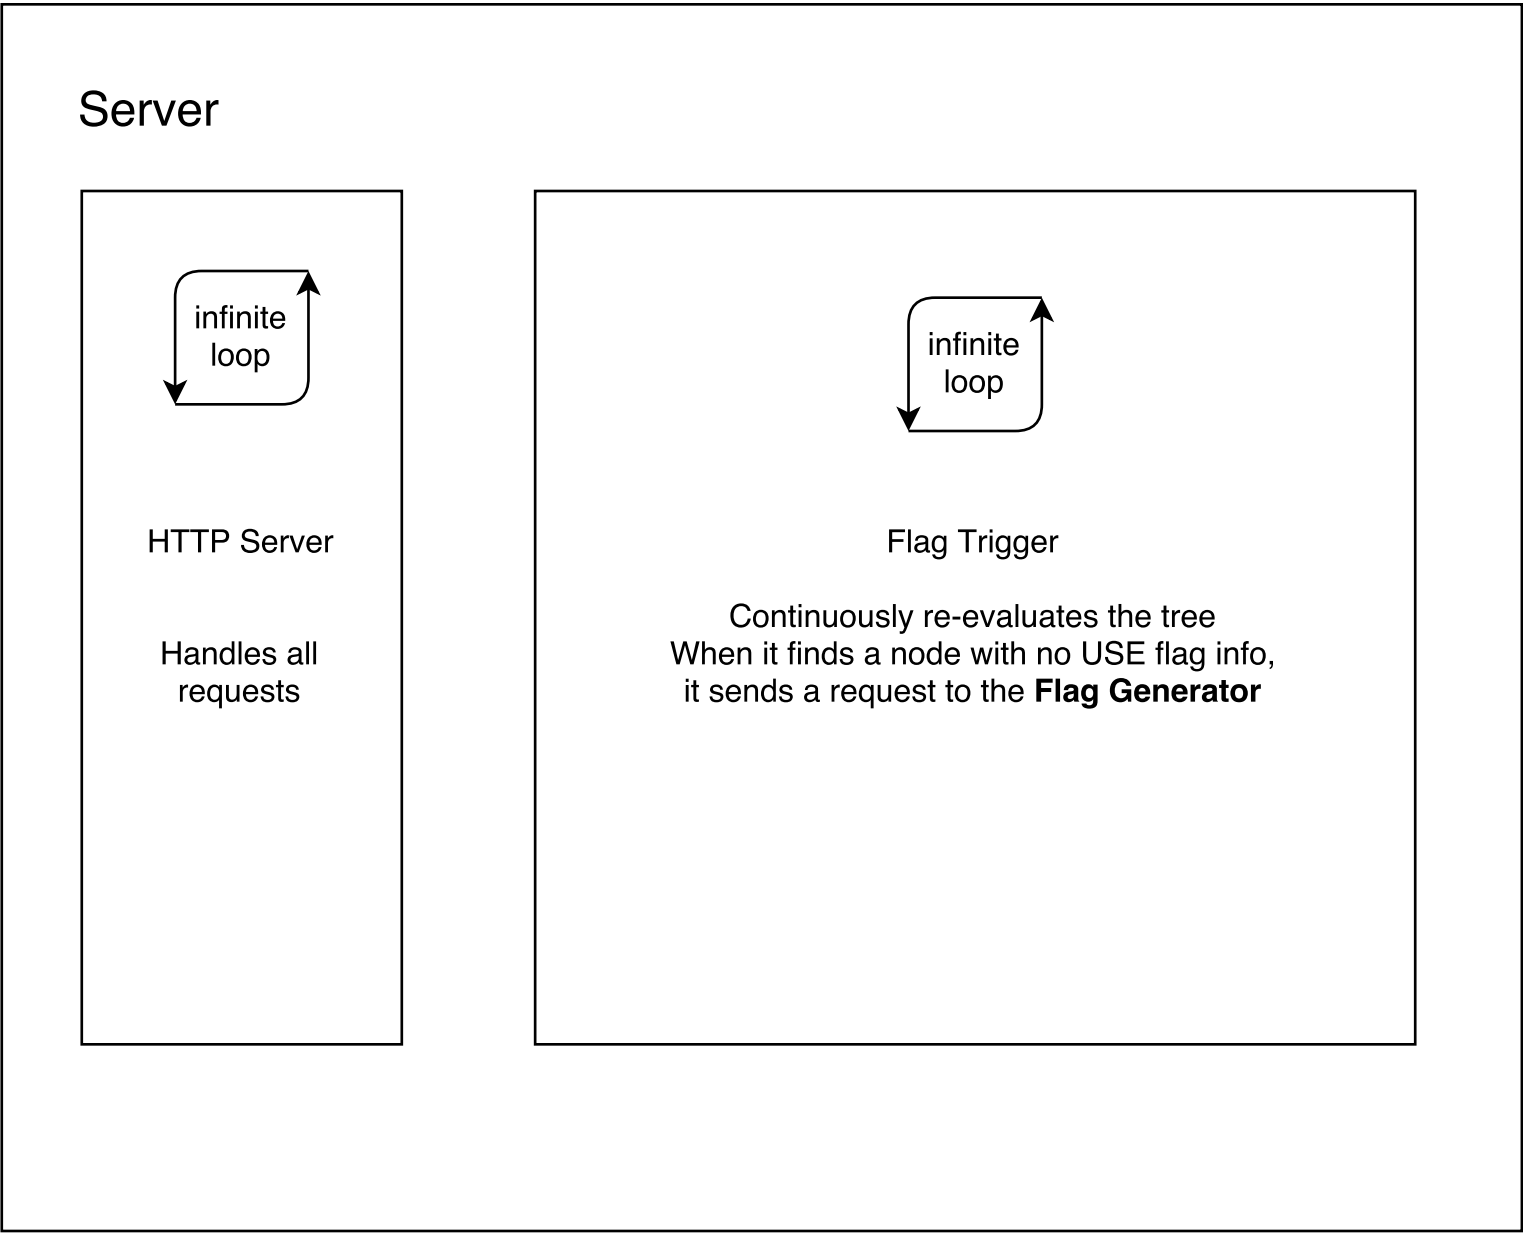 Server
infinite
loop
HTTP Server
Handles all
requests
infinite
loop
Flag Trigger
Continuously re-evaluates the tree
When it finds a node with no USE flag info,
it sends a request to the Flag Generator